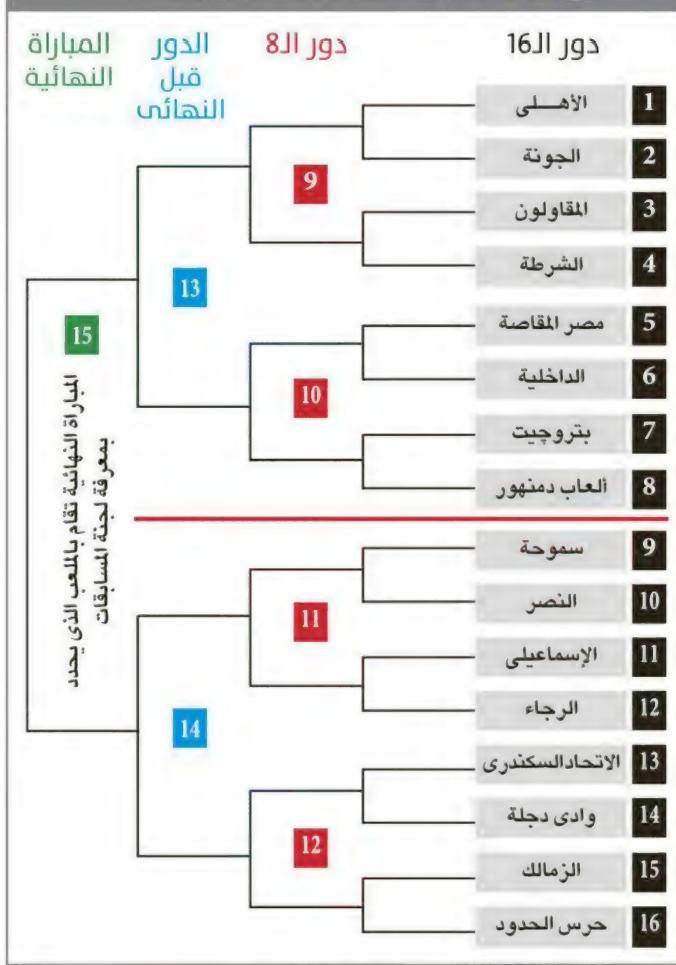 دور الـ16
دور الـ8
الدور
قبل
النهائى
المباراة
النهائية
1 الأهـــلى
2 الجونة
3 المقاولون
4 الشرطة
5 مصر المقاصة
6 الداخلية
7 بتروچيت
8 ألعاب دمنهور
9 سموحة
10 النصر
11 الإسماعيلى
12 الرجاء
13 الاتحادالسكندرى
14 وادى دجلة
15 الزمالك
16 حرس الحدود
9
10
11
12
13
14
15
المباراة النهائية تقام بالملعب الذى يحدد
بمعرفة لجنة المسابقات